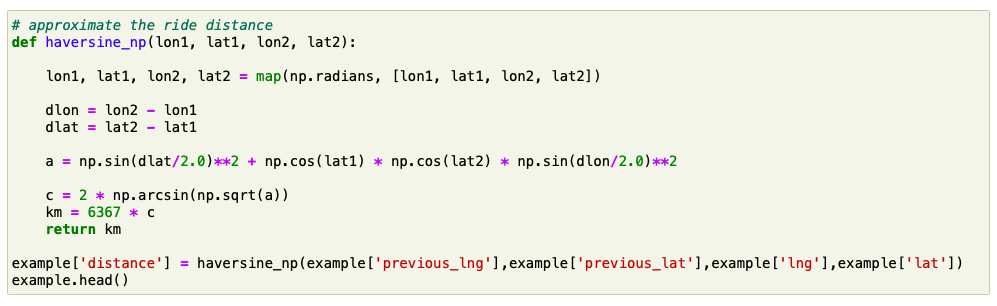 # approximate the ride distance
def haversine_np(lon1, lat1, lon2, lat2):
    lon1, lat1, lon2, lat2 = map(np.radians, [lon1, lat1, lon2, lat2])
    dlon = lon2 - lon1
    dlat = lat2 - lat1
    a = np.sin(dlat/2.0)**2 + np.cos(lat1) * np.cos(lat2) * np.sin(dlon/2.0)**2
    c = 2 * np.arcsin(np.sqrt(a))
    km = 6367 * c
    return km
example['distance'] = haversine_np(example['previous_lng'],example['previous_lat'],example['lng'],example['lat'])
example.head()